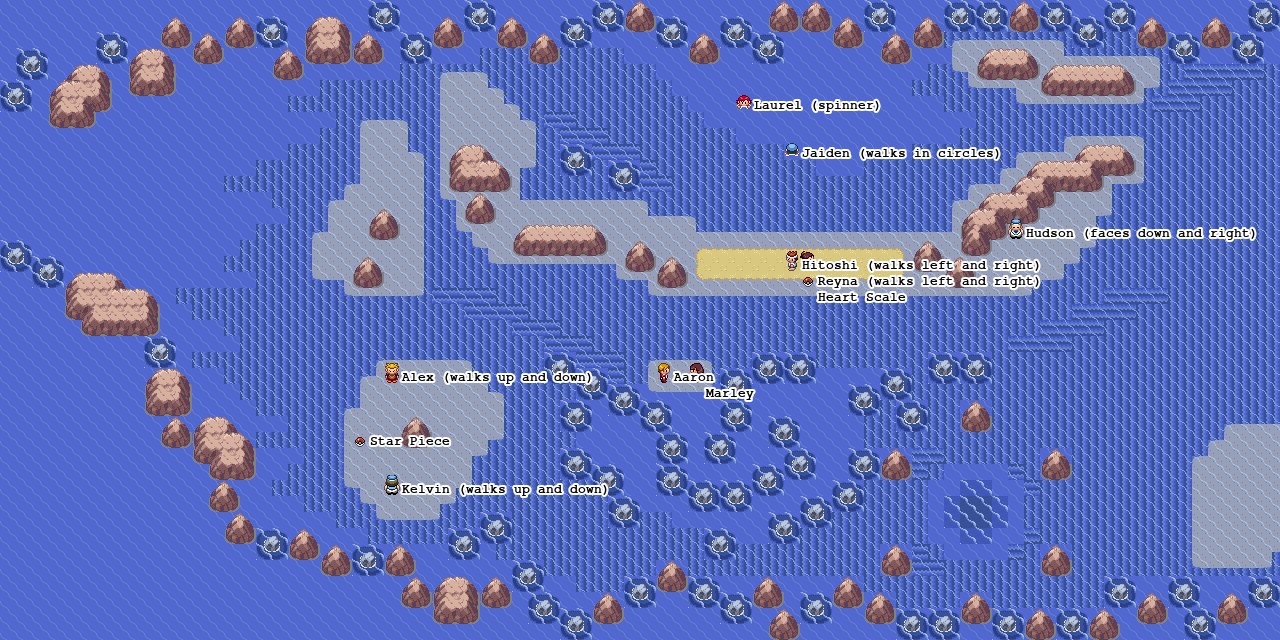 Laurel (spinner)
Jaiden (walks in circles)
Hudson (faces down and right)
Hitoshi (walks left and right)
Reyna (walks left and right)
Heart Scale
Alex (walks up and down)
Aaron
Marley
Star Piece
Kelvin (walks up and down)